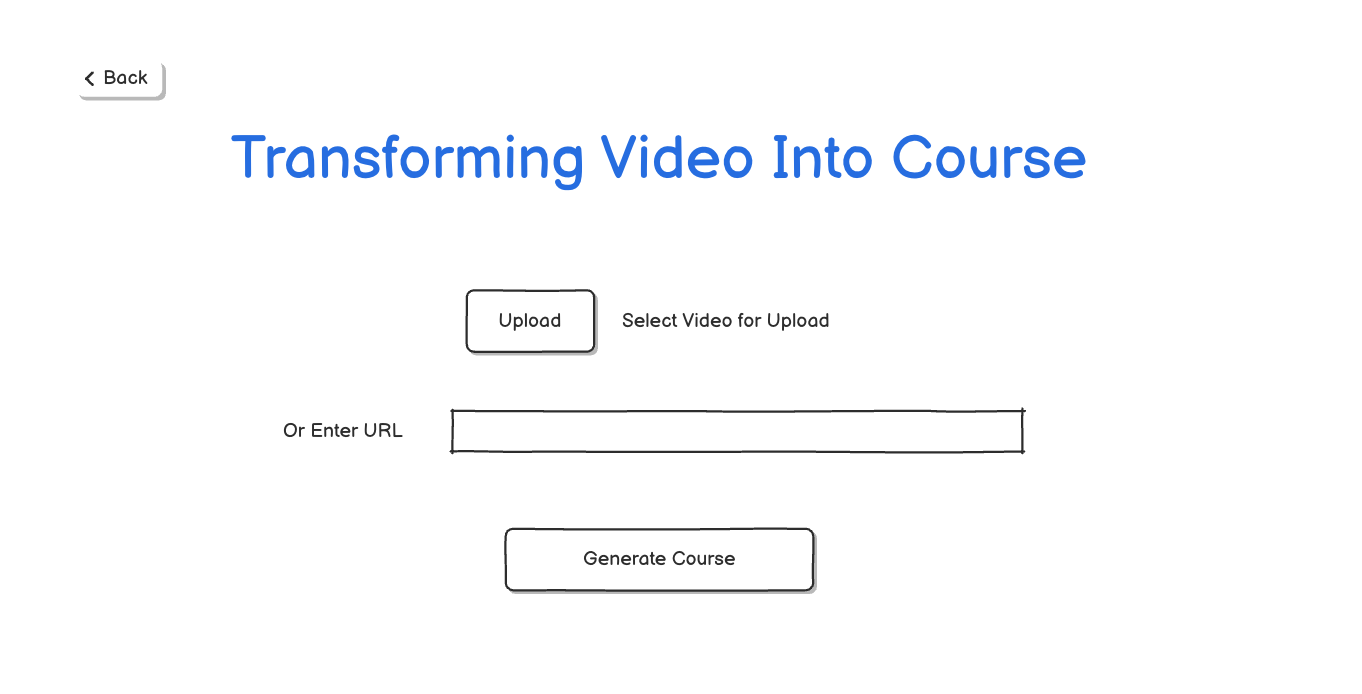 Back
Transforming Video Into Course
Upload
Select Video for Upload
Or Enter URL
Generate Course